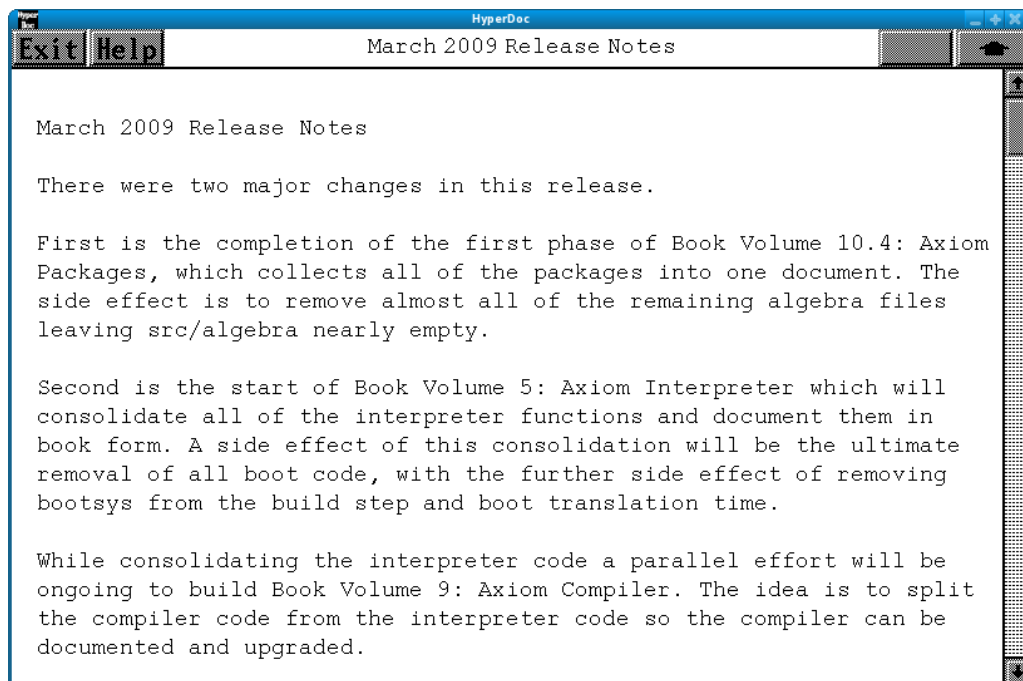 Hyper
Doc
HyperDoc
Exit Help
March 2009 Release Notes
March 2009 Release Notes
There were two major changes in this release.
First is the completion of the first phase of Book Volume 10.4: Axiom
Packages, which collects all of the packages into one document. The
side effect is to remove almost all of the remaining algebra files
leaving src/algebra nearly empty.
Second is the start of Book Volume 5: Axiom Interpreter which will
consolidate all of the interpreter functions and document them in
book form. A side effect of this consolidation will be the ultimate
removal of all boot code, with the further side effect of removing
bootsys from the build step and boot translation time.
While consolidating the interpreter code a parallel effort will be
ongoing to build Book Volume 9: Axiom Compiler. The idea is to split
the compiler code from the interpreter code so the compiler can be
documented and upgraded.